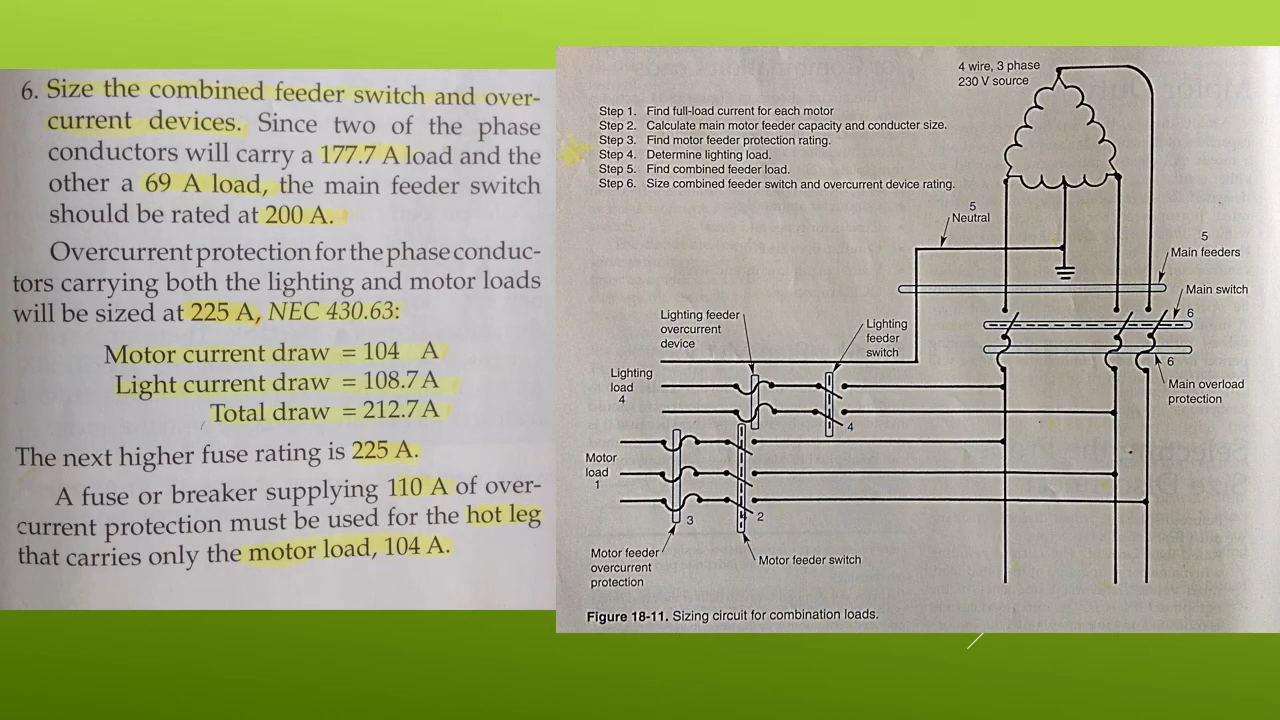 6. Size the combined feeder switch and over-
current devices. Since two of the phase
conductors will carry a 177.7 A load and the
other a 69 A load, the main feeder switch
should be rated at 200 A.
Overcurrent protection for the phase conduc-
tors carrying both the lighting and motor loads
will be sized at 225 A, NEC 430.63:
Motor current draw = 104 A
Light current draw = 108.7 A
Total draw = 212.7 A
The next higher fuse rating is 225 A.
A fuse or breaker supplying 110 A of over-
current protection must be used for the hot leg
that carries only the motor load, 104 A.
4 wire, 3 phase
230 V source
Step 1. Find full-load current for each motor
Step 2. Calculate main motor feeder capacity and conducter size.
Step 3. Find motor feeder protection rating.
Step 4. Determine lighting load.
Step 5. Find combined feeder load.
Step 6. Size combined feeder switch and overcurrent device rating.
5
Neutral
5
Main feeders
Main switch
6
6
Main overload
protection
Lighting feeder
overcurrent
device
Lighting
feeder
switch
Lighting
load
4
4
Motor
load
1
3
2
Motor feeder
overcurrent
protection
Motor feeder switch
Figure 18-11. Sizing circuit for combination loads.